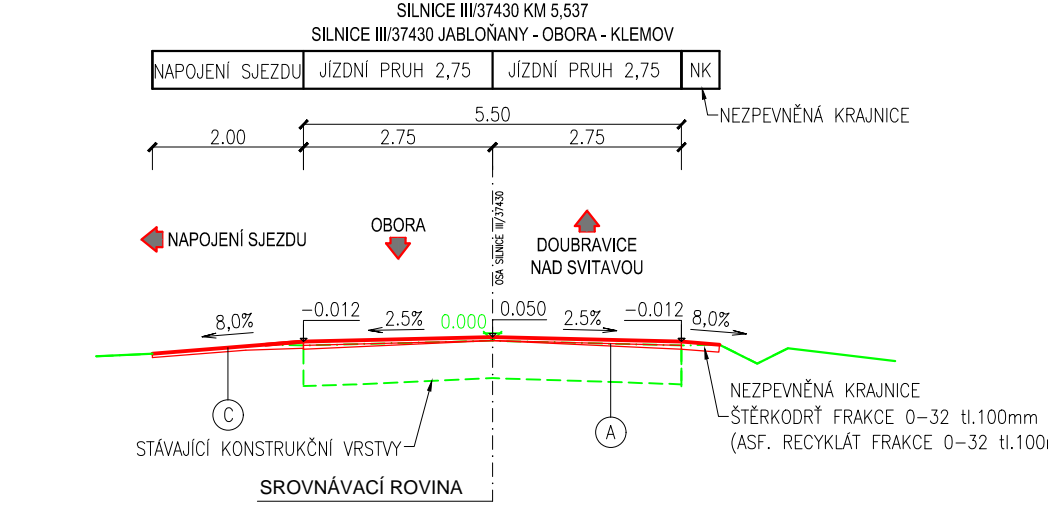 SILNICE III/37430 KM 5,537
SILNICE III/37430 JABLOŇANY - OBORA - KLEMOV
NAPOJENÍ SJEZDU
JÍZDNÍ PRUH 2,75
JÍZDNÍ PRUH 2,75
NK
NEZPEVNĚNÁ KRAJNICE
5.50
2.00
2.75
2.75
OSA SILNICE III/37430
NAPOJENÍ SJEZDU
OBORA
DOUBRAVICE
NAD SVITAVOU
8,0%
-0.012
2.5%
0.000
0.050
2.5%
-0.012
8,0%
C
A
STÁVAJÍCÍ KONSTRUKČNÍ VRSTVY
NEZPEVNĚNÁ KRAJNICE
ŠTĚRKODRŤ FRAKCE 0-32 tl.100mm
(ASF. RECYKLÁT FRAKCE 0-32 tl.100
SROVNÁVACÍ ROVINA